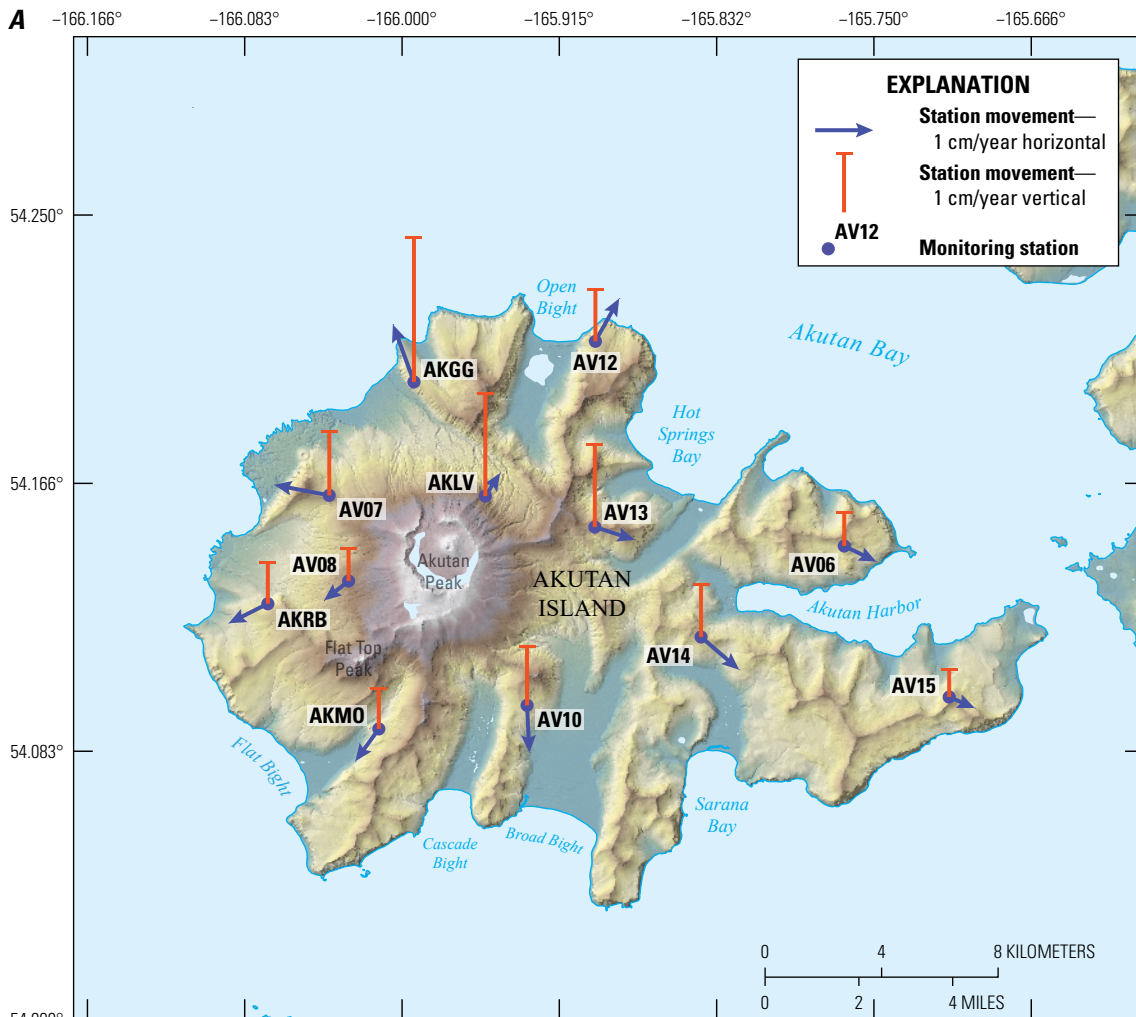 A
−166.166° −166.083° −166.000° −165.915° −165.832° −165.750° −165.666°
EXPLANATION
Station movement—
1 cm/year horizontal
Station movement—
1 cm/year vertical
AV12
Monitoring station
54.250°
Open
Bight
Akutan Bay
AKGG
AV12
Hot
Springs
Bay
54.166°
AKLV
AV07
AV13
AV08
Akutan
Peak
AV06
AKUTAN
ISLAND
AKRB
Akutan Harbor
Flat Top
Peak
AV14
AV15
AKMO
AV10
54.083°
Flat Bight
Sarana
Bay
Cascade
Bight
Broad Bight
0 4 8 KILOMETERS
0 2 4 MILES